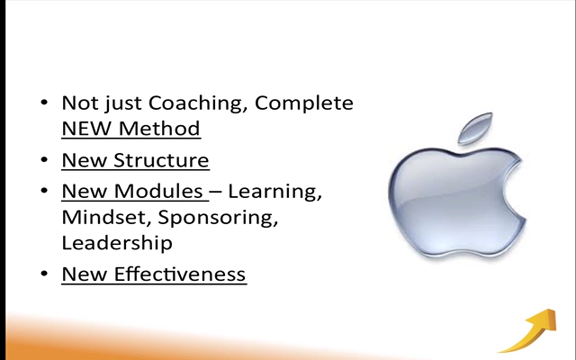 • Not just Coaching, Complete
NEW Method
• New Structure
• New Modules – Learning,
Mindset, Sponsoring,
Leadership
• New Effectiveness